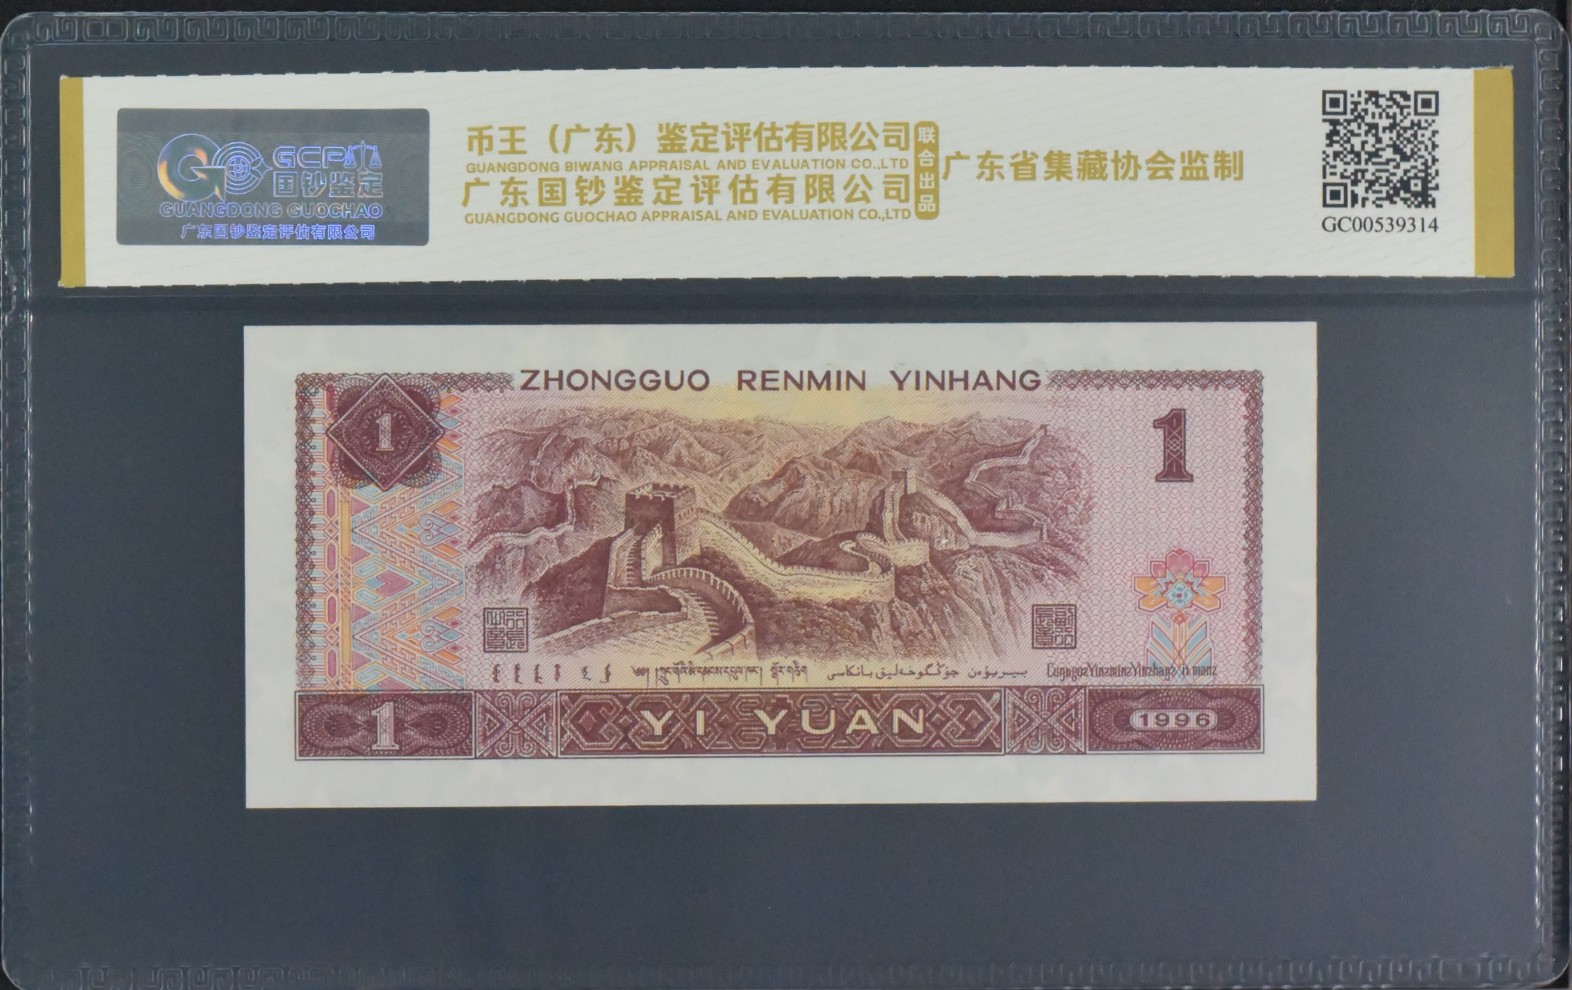 GCPA
国钞鉴定
GUANGDONG GUOCHAO
广东国钞鉴定评估有限公司
币王（广东）鉴定评估有限公司
GUANGDONG BIWANG APPRAISAL AND EVALUATION CO.,LTD
广东国钞鉴定评估有限公司
GUANGDONG GUOCHAO APPRAISAL AND EVALUATION CO.,LTD
联合出品
广东省集藏协会监制
GC00539314
ZHONGGUO RENMIN YINHANG
1
1
1
YI YUAN
1996